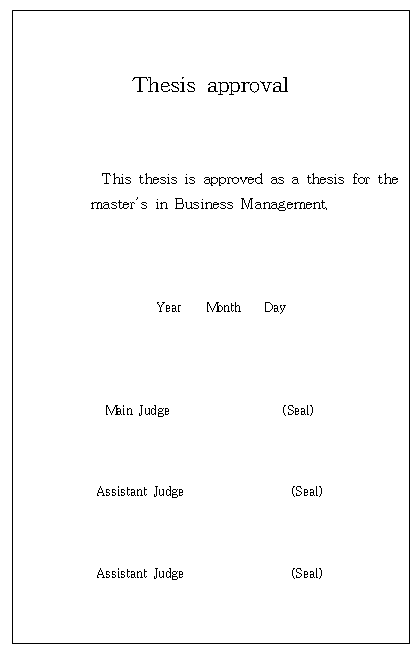 Thesis approval
This thesis is approved as a thesis for the
master's in Business Management.
Year Month Day
Main Judge (Seal)
Assistant Judge (Seal)
Assistant Judge (Seal)